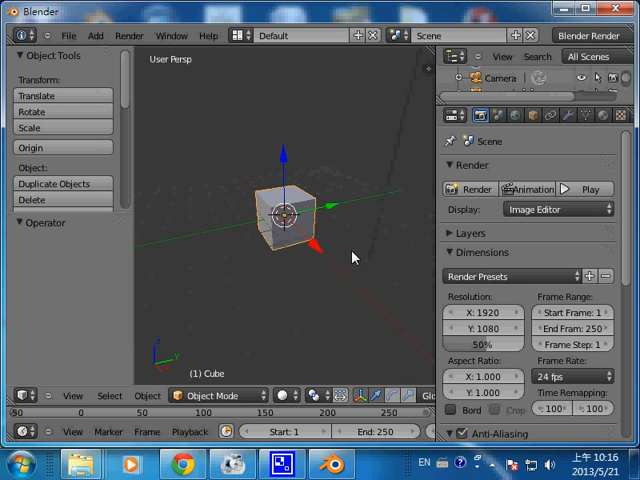 Blender
File Add Render Window Help
Default
Scene
Blender Render
Object Tools
Transform:
Translate
Rotate
Scale
Origin
Object:
Duplicate Objects
Delete
Operator
User Persp
(1) Cube
View Search All Scenes
Camera
Scene
Render
Render Animation Play
Display: Image Editor
Layers
Dimensions
Render Presets
Resolution:
X: 1920
Y: 1080
50%
Frame Range:
Start Frame: 1
End Fram: 250
Frame Step: 1
Aspect Ratio:
X: 1.000
Y: 1.000
Frame Rate:
24 fps
Time Remapping:
: 100 : 100
Bord Crop
Anti-Aliasing
View Select Object Object Mode Glo
-50 0 50 100 150 200 250
View Marker Frame Playback Start: 1 End: 250
EN
上午 10:16
2013/5/21